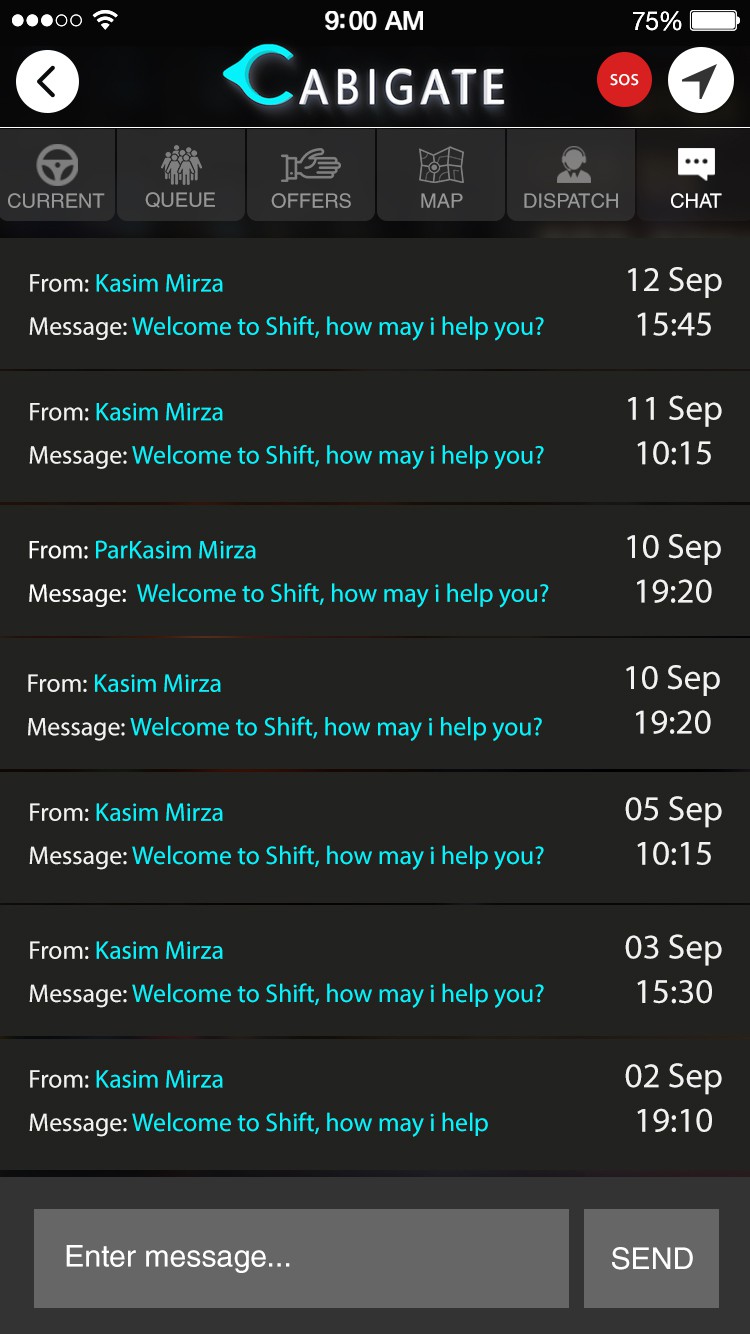 9:00 AM 75%
CABIGATE SOS
CURRENT QUEUE OFFERS MAP DISPATCH CHAT
From: Kasim Mirza 12 Sep
Message: Welcome to Shift, how may i help you? 15:45
From: Kasim Mirza 11 Sep
Message: Welcome to Shift, how may i help you? 10:15
From: ParKasim Mirza 10 Sep
Message: Welcome to Shift, how may i help you? 19:20
From: Kasim Mirza 10 Sep
Message: Welcome to Shift, how may i help you? 19:20
From: Kasim Mirza 05 Sep
Message: Welcome to Shift, how may i help you? 10:15
From: Kasim Mirza 03 Sep
Message: Welcome to Shift, how may i help you? 15:30
From: Kasim Mirza 02 Sep
Message: Welcome to Shift, how may i help 19:10
Enter message... SEND